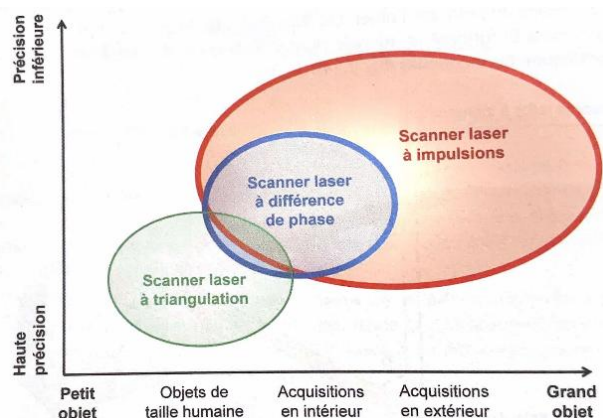 Précision
inférieure
Scanner laser
à impulsions
Scanner laser
à différence
de phase
Scanner laser
à triangulation
Haute
précision
Petit
objet
Objets de
taille humaine
Acquisitions
en intérieur
Acquisitions
en extérieur
Grand
objet